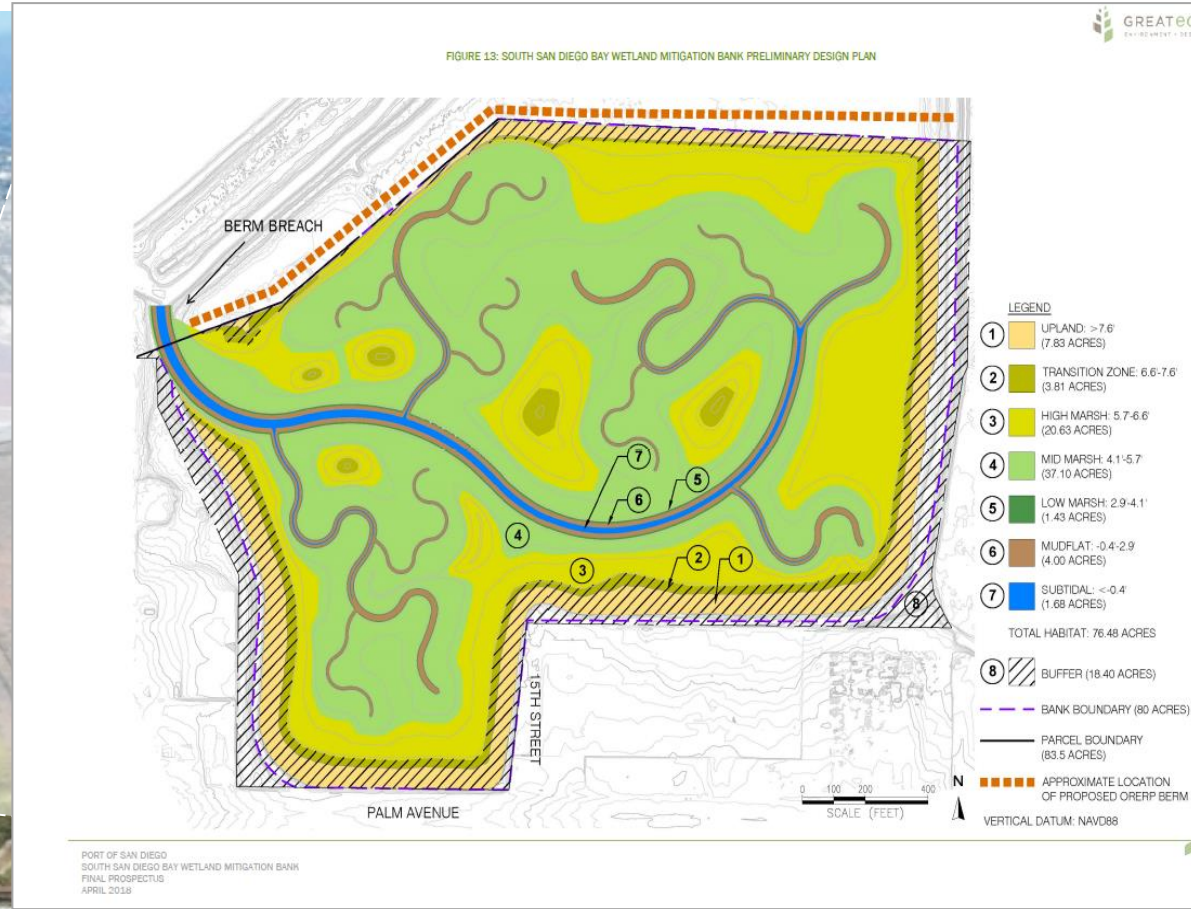 GREATEC
FIGURE 13: SOUTH SAN DIEGO BAY WETLAND MITIGATION BANK PRELIMINARY DESIGN PLAN
BERM BREACH
7
6
5
4
3
2
1
8
15TH STREET
PALM AVENUE
LEGEND
1 UPLAND: >7.6'
(7.83 ACRES)
2 TRANSITION ZONE: 6.6'-7.6'
(3.81 ACRES)
3 HIGH MARSH: 5.7'-6.6'
(20.63 ACRES)
4 MID MARSH: 4.1'-5.7'
(37.10 ACRES)
5 LOW MARSH: 2.9'-4.1'
(1.43 ACRES)
6 MUDFLAT: -0.4'-2.9'
(4.00 ACRES)
7 SUBTIDAL: <-0.4'
(1.68 ACRES)
TOTAL HABITAT: 76.48 ACRES
8 BUFFER (18.40 ACRES)
BANK BOUNDARY (80 ACRES)
PARCEL BOUNDARY
(83.5 ACRES)
APPROXIMATE LOCATION
OF PROPOSED ORERP BERM
VERTICAL DATUM: NAVD88
N
0 100 200 400
SCALE (FEET)
PORT OF SAN DIEGO
SOUTH SAN DIEGO BAY WETLAND MITIGATION BANK
FINAL PROSPECTUS
APRIL 2018